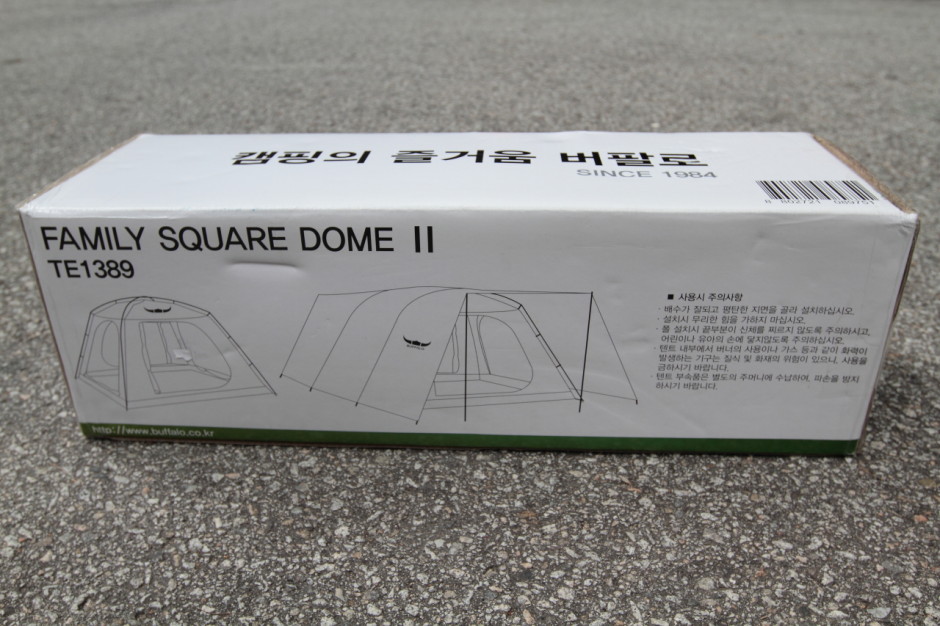 캠핑의 즐거움 버팔로
SINCE 1984
FAMILY SQUARE DOME II
TE1389
■ 사용시 주의사항
· 배수가 잘되고 평탄한 지면을 골라 설치하십시오.
· 설치시 무리한 힘을 가하지 마십시오.
· 폴 설치시 끝부분이 신체를 찌르지 않도록 주의하시고,
어린이나 유아의 손에 닿지않도록 주의하십시오.
· 텐트 내부에서 버너의 사용이나 가스 등과 같이 화력이
발생하는 기구는 질식 및 화재의 위험이 있으니, 사용을
금하시기 바랍니다.
· 텐트 부속품은 별도의 주머니에 수납하여, 파손을 방지
하시기 바랍니다.
http://www.buffalo.co.kr